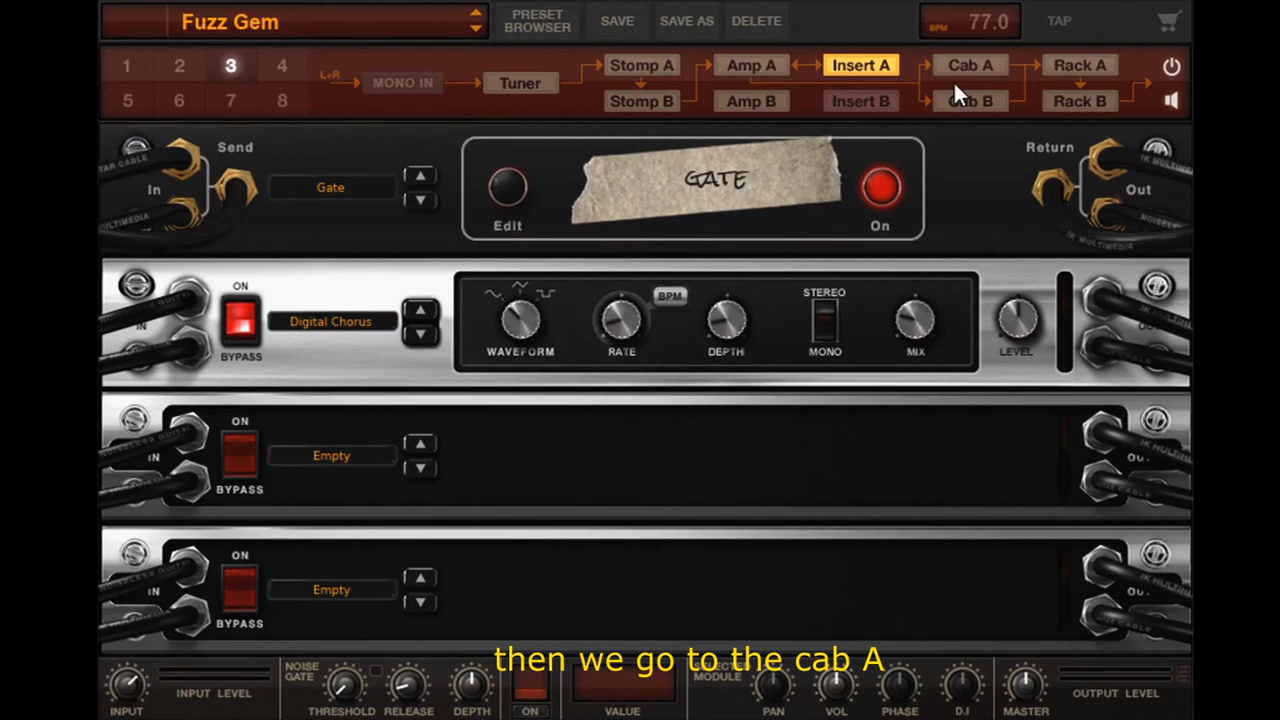 Fuzz Gem
PRESET BROWSER
SAVE
SAVE AS
DELETE
BPM 77.0
TAP
1 2 3 4
5 6 7 8
L+R
MONO IN
Tuner
Stomp A
Stomp B
Amp A
Amp B
Insert A
Insert B
Cab A
Cab B
Rack A
Rack B
Send
In
Gate
GATE
Edit
On
Return
Out
IK MULTIMEDIA
ON
BYPASS
Digital Chorus
WAVEFORM
RATE
BPM
DEPTH
STEREO
MONO
MIX
LEVEL
IN
ON
BYPASS
Empty
IN
ON
BYPASS
Empty
then we go to the cab A
INPUT
INPUT LEVEL
NOISE GATE
THRESHOLD
RELEASE
DEPTH
ON
VALUE
MODULE
PAN
VOL
PHASE
D.I
MASTER
OUTPUT LEVEL